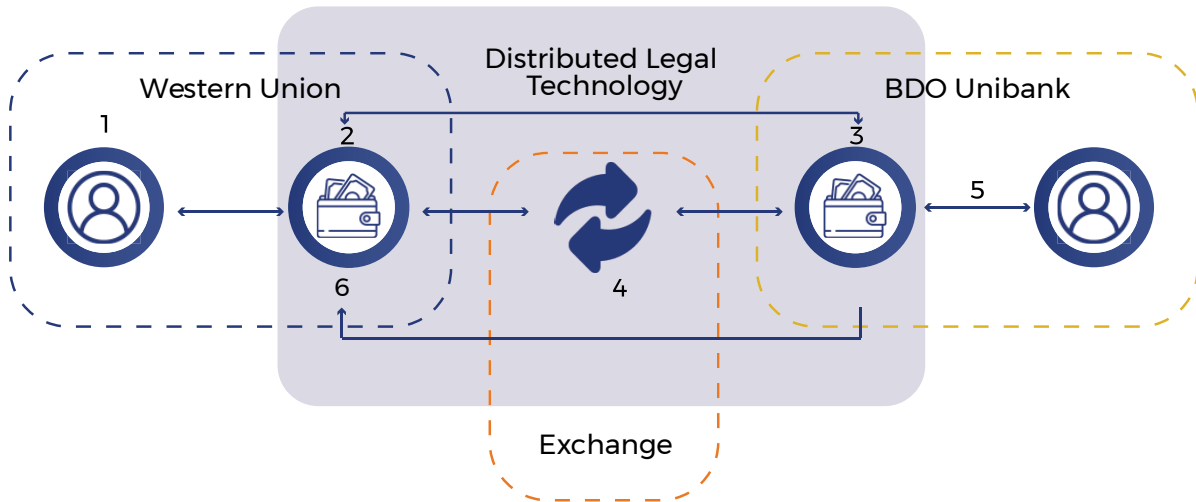 Distributed Legal
Technology
Western Union
BDO Unibank
1
2
3
5
6
4
Exchange